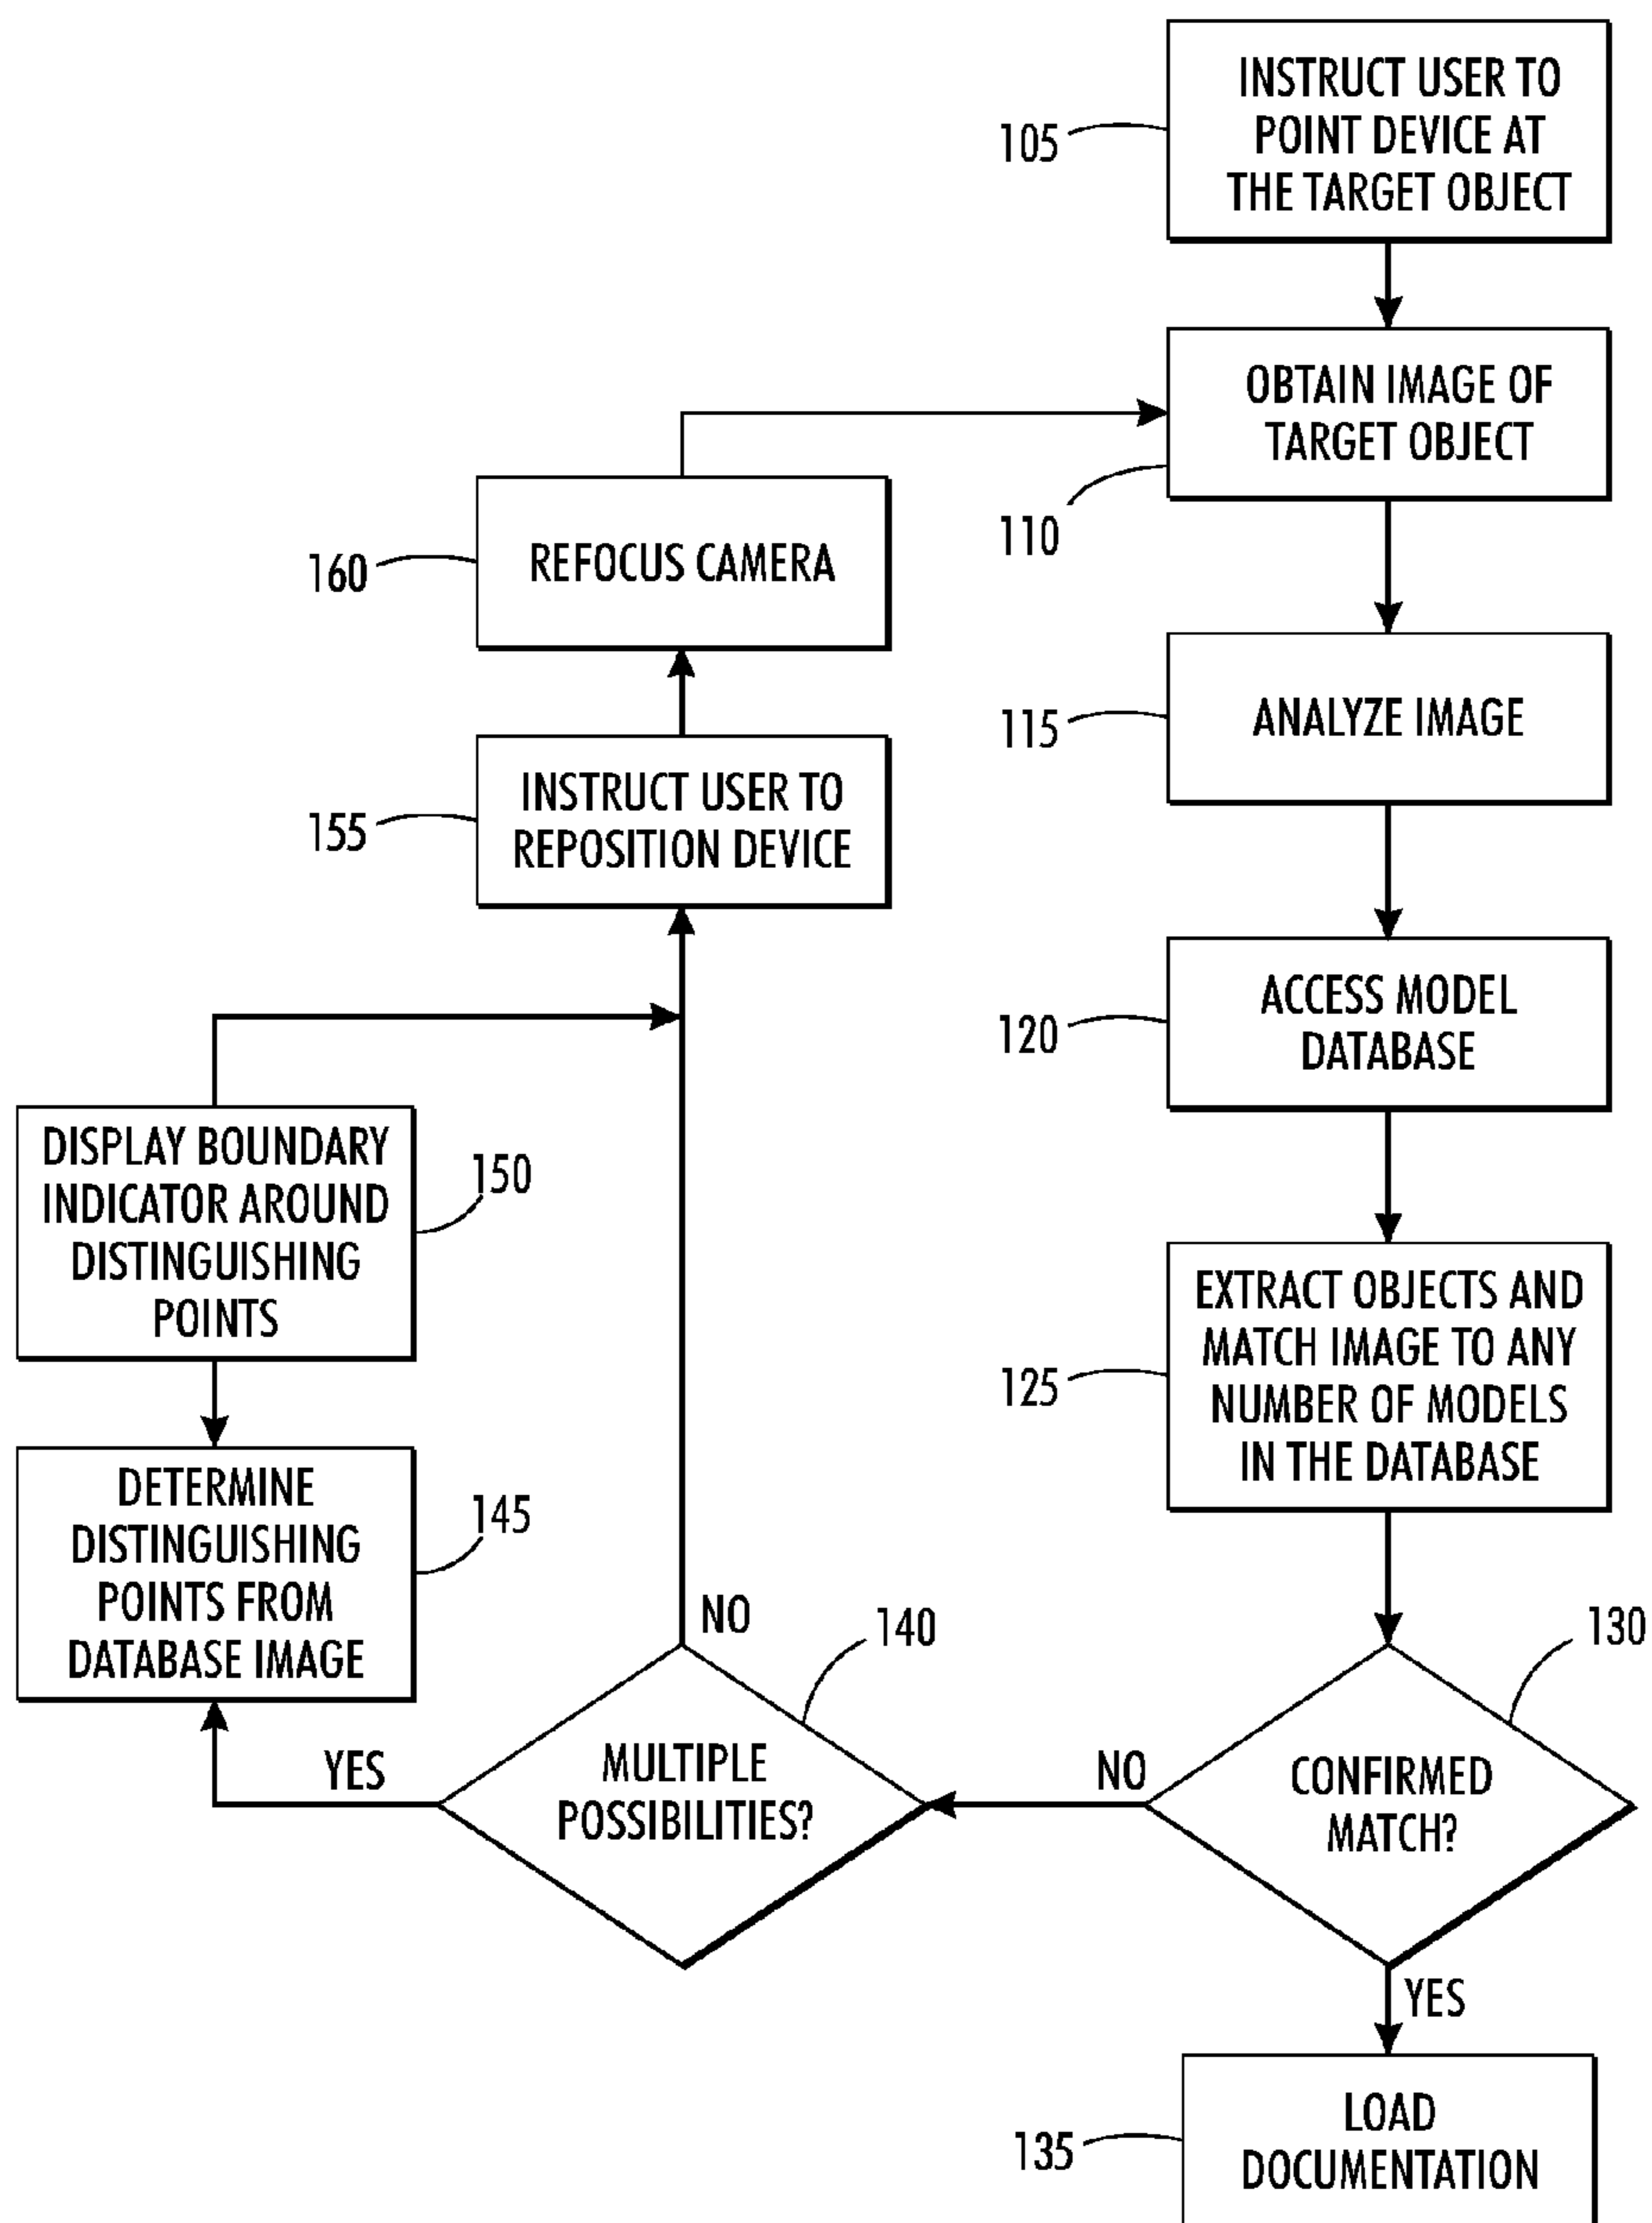 INSTRUCT USER TO
POINT DEVICE AT
THE TARGET OBJECT
105
OBTAIN IMAGE OF
TARGET OBJECT
110
REFOCUS CAMERA
160
ANALYZE IMAGE
115
INSTRUCT USER TO
REPOSITION DEVICE
155
ACCESS MODEL
DATABASE
120
DISPLAY BOUNDARY
INDICATOR AROUND
DISTINGUISHING
POINTS
150
EXTRACT OBJECTS AND
MATCH IMAGE TO ANY
NUMBER OF MODELS
IN THE DATABASE
125
DETERMINE
DISTINGUISHING
POINTS FROM
DATABASE IMAGE
145
NO
140
130
YES
MULTIPLE
POSSIBILITIES?
NO
CONFIRMED
MATCH?
YES
LOAD
DOCUMENTATION
135